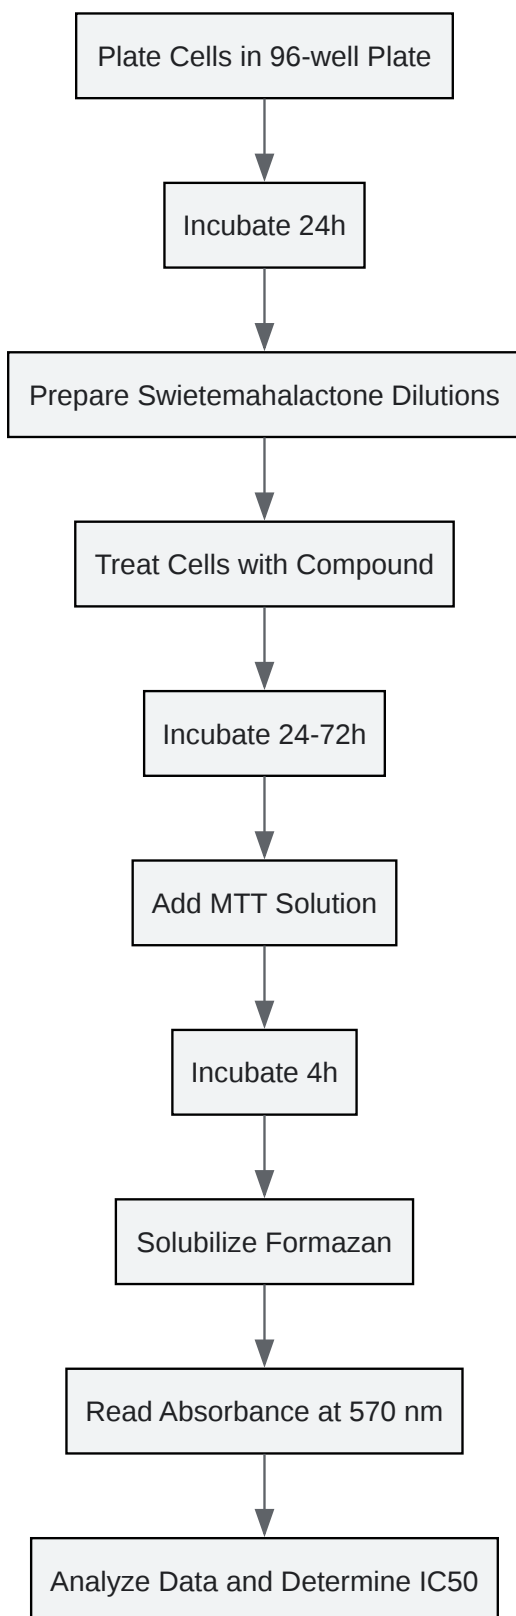 Plate Cells in 96-well Plate
Incubate 24h
Prepare Swietemahalactone Dilutions
Treat Cells with Compound
Incubate 24-72h
Add MTT Solution
Incubate 4h
Solubilize Formazan
Read Absorbance at 570 nm
Analyze Data and Determine IC50